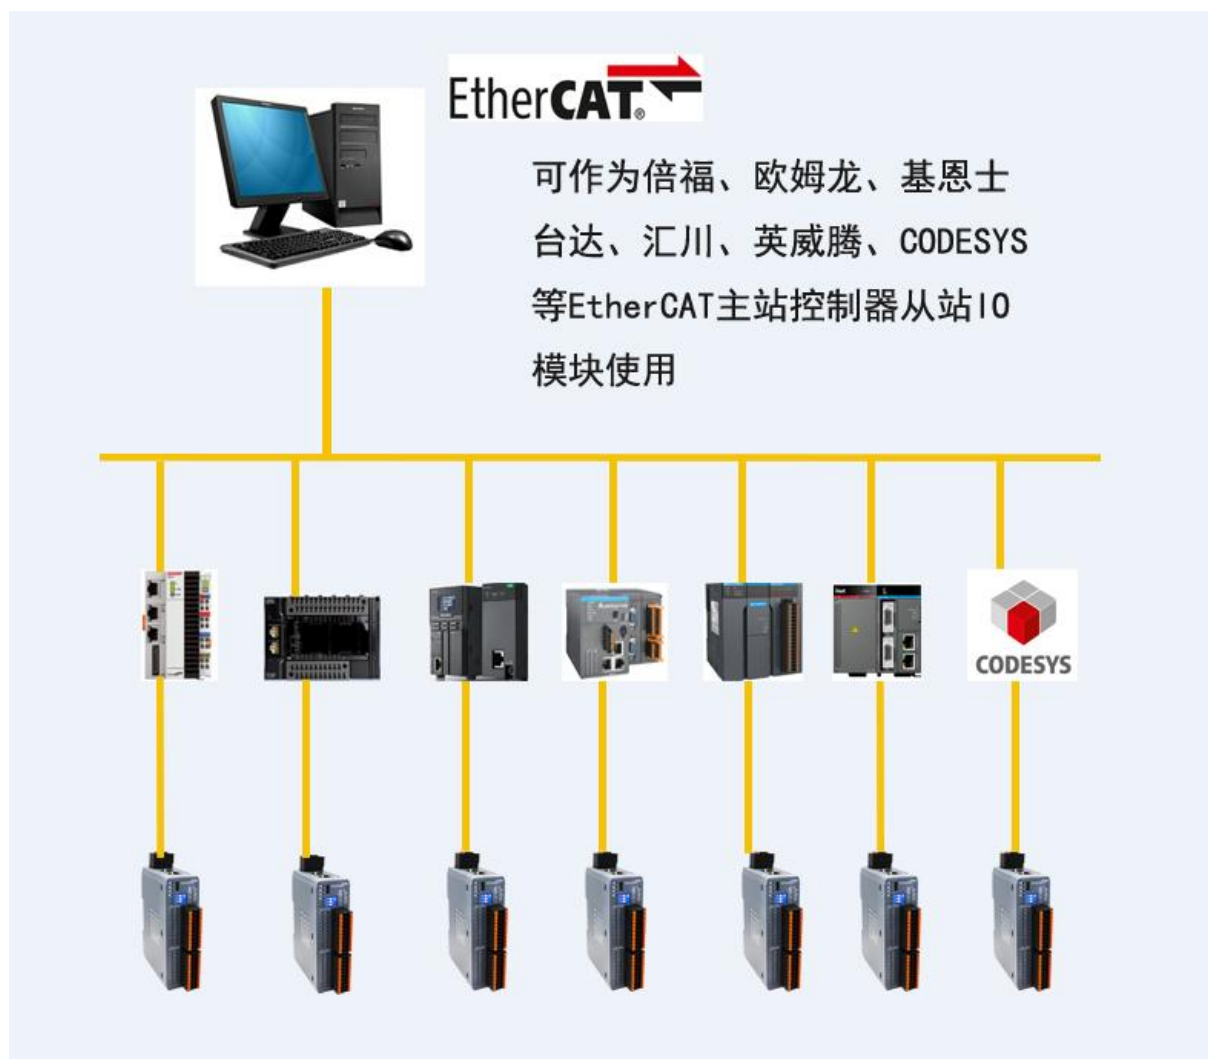 EtherCAT®
可作为倍福、欧姆龙、基恩士
台达、汇川、英威腾、CODESYS
等EtherCAT主站控制器从站IO
模块使用
CODESYS